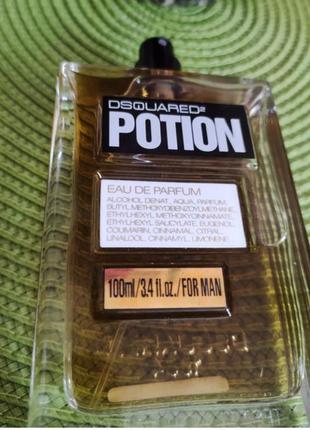 DSQUARED²
POTION
EAU DE PARFUM
ALCOHOL DENAT., AQUA, PARFUM,
BUTYL METHOXYDIBENZOYLMETHANE,
ETHYLHEXYL METHOXYCINNAMATE,
ETHYLHEXYL SALICYLATE, EUGENOL,
COUMARIN, CINNAMAL, CITRAL,
LINALOOL, CINNAMYL, LIMONENE
100ml/3.4 fl.oz./FOR MAN